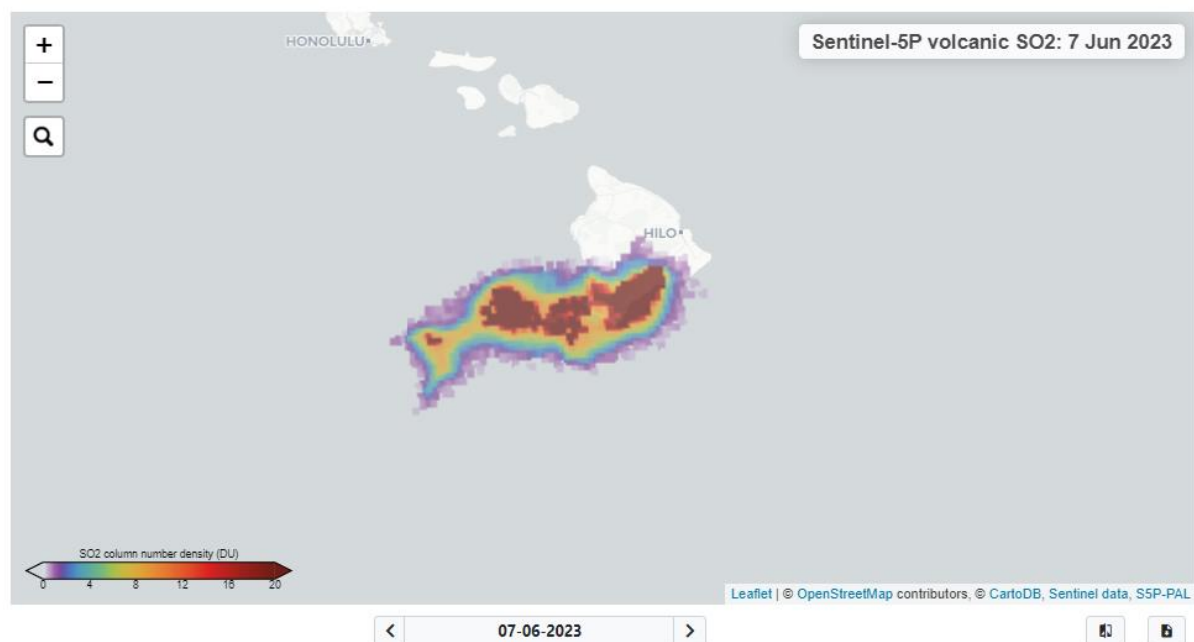 +
HONOLULU
Sentinel-5P volcanic SO2: 7 Jun 2023
−
HILO
SO2 column number density (DU)
0 4 8 12 16 20
Leaflet | © OpenStreetMap contributors, © CartoDB, Sentinel data, S5P-PAL
< 07-06-2023 >